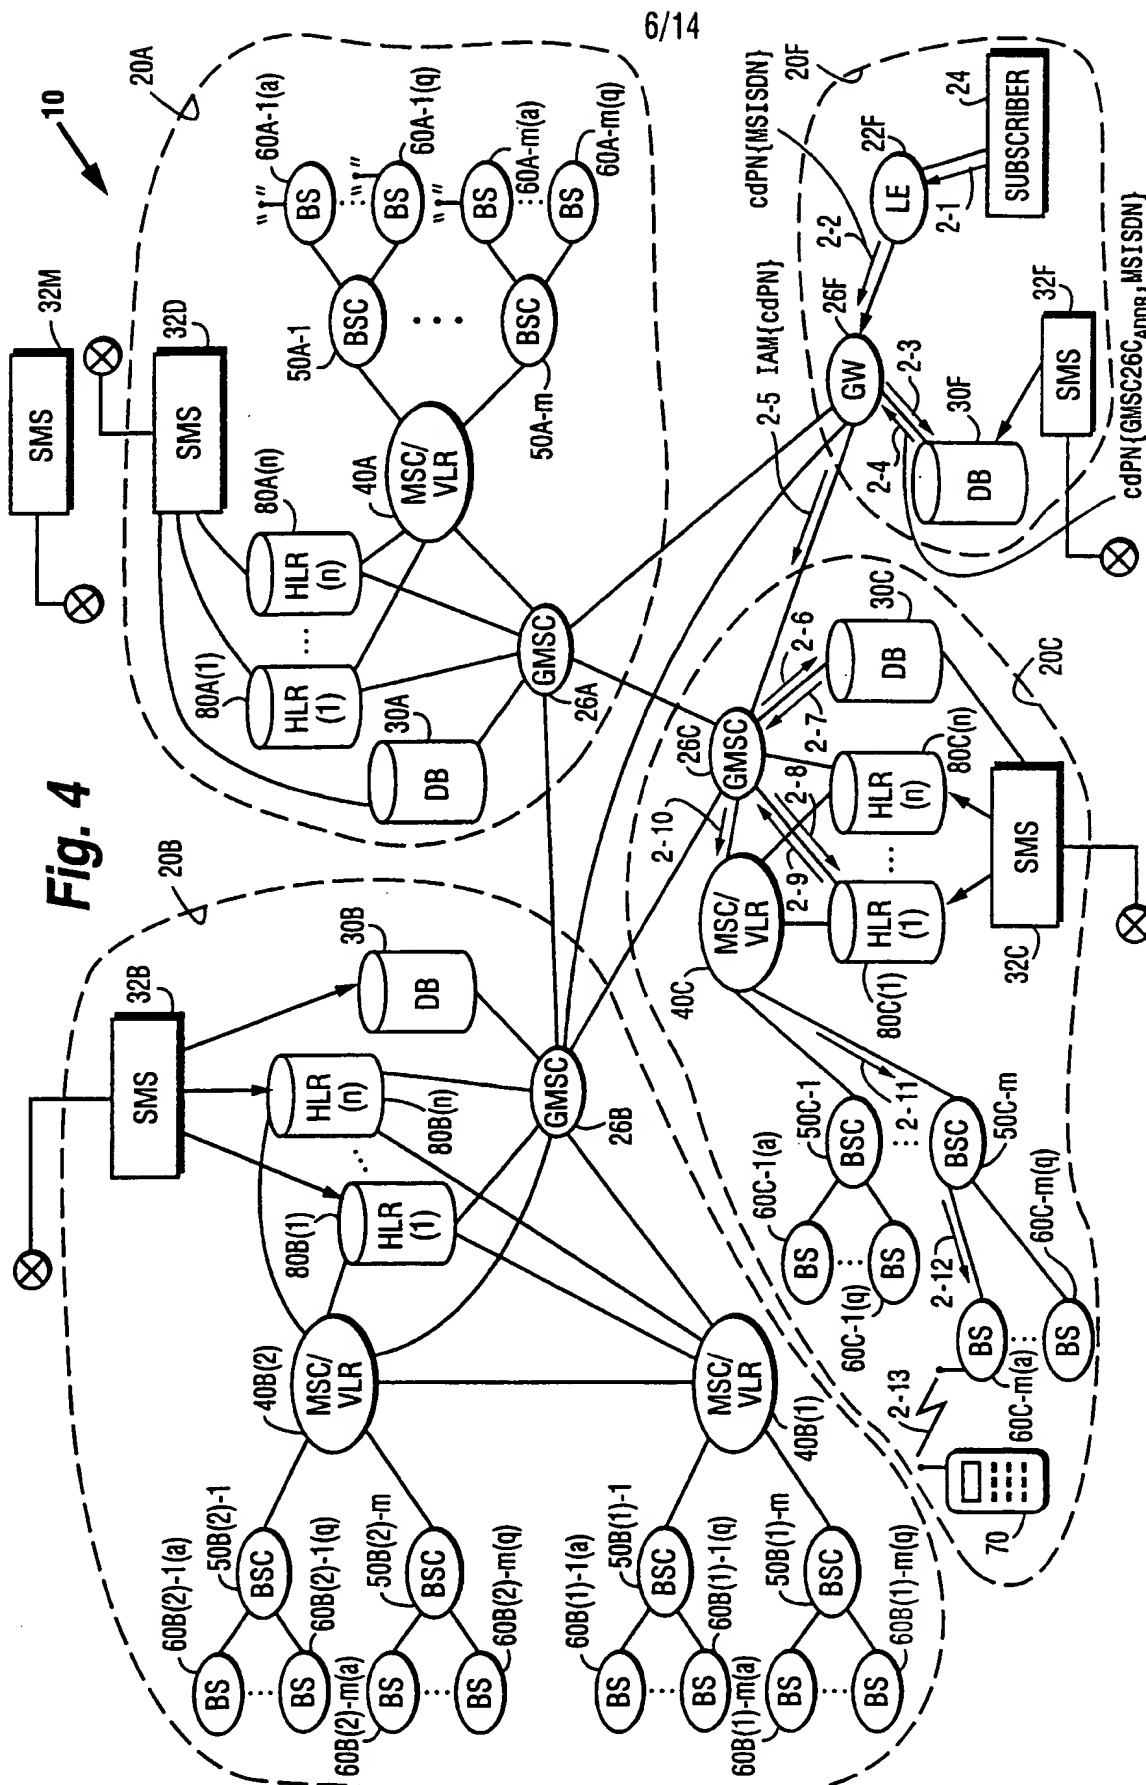 6/14
Fig. 4
10
20A
SMS
32M
SMS
32D
80A(1)
HLR
(1)
...
80A(n)
HLR
(n)
30A
DB
GMSC
26A
MSC/
VLR
40A
50A-1
BSC
BSC
50A-m
60A-1(a)
BS
BS
60A-1(q)
BS
60A-m(a)
BS
60A-m(q)
20B
32B
SMS
30B
DB
HLR
(n)
80B(n)
...
80B(1)
HLR
(1)
GMSC
26B
40B(2)
MSC/
VLR
MSC/
VLR
40B(1)
50B(2)-1
BSC
50B(2)-m
BSC
60B(2)-1(a)
BS
60B(2)-1(q)
BS
60B(2)-m(a)
BS
60B(2)-m(q)
BS
50B(1)-1
BSC
50B(1)-m
BSC
60B(1)-1(a)
BS
60B(1)-1(q)
BS
60B(1)-m(a)
BS
60B(1)-m(q)
BS
20C
26C
GMSC
2-6
2-7
30C
DB
2-8
2-9
2-10
80C(n)
HLR
(n)
...
HLR
(1)
80C(1)
SMS
32C
MSC/
VLR
40C
2-11
50C-1
BSC
BSC
50C-m
60C-1(a)
BS
BS
60C-1(q)
2-12
BS
60C-m(a)
BS
60C-m(q)
2-13
70
20F
cdPN{MSISDN}
24
SUBSCRIBER
2-1
22F
LE
2-2
26F
GW
2-3
2-4
30F
DB
32F
SMS
2-5 IAM{cdPN}
cdPN{GMSC26C ADDR, MSISDN}